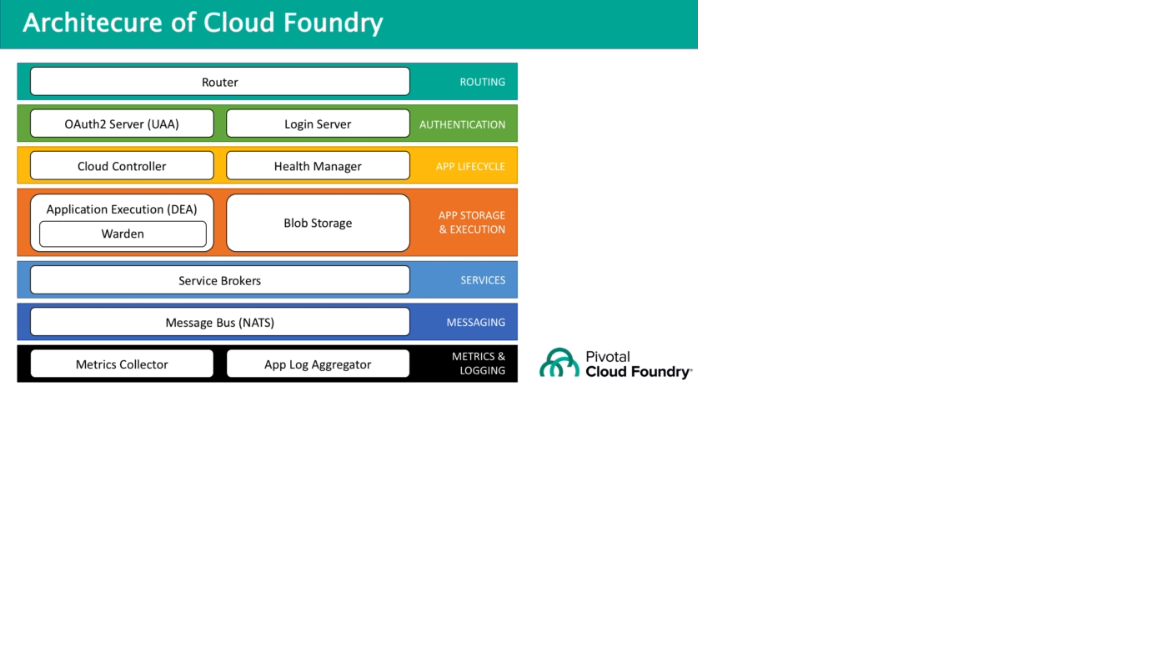 Architecure of Cloud Foundry
Router
ROUTING
OAuth2 Server (UAA)
Login Server
AUTHENTICATION
Cloud Controller
Health Manager
APP LIFECYCLE
Application Execution (DEA)
Warden
Blob Storage
APP STORAGE
& EXECUTION
Service Brokers
SERVICES
Message Bus (NATS)
MESSAGING
Metrics Collector
App Log Aggregator
METRICS &
LOGGING
Pivotal
Cloud Foundry